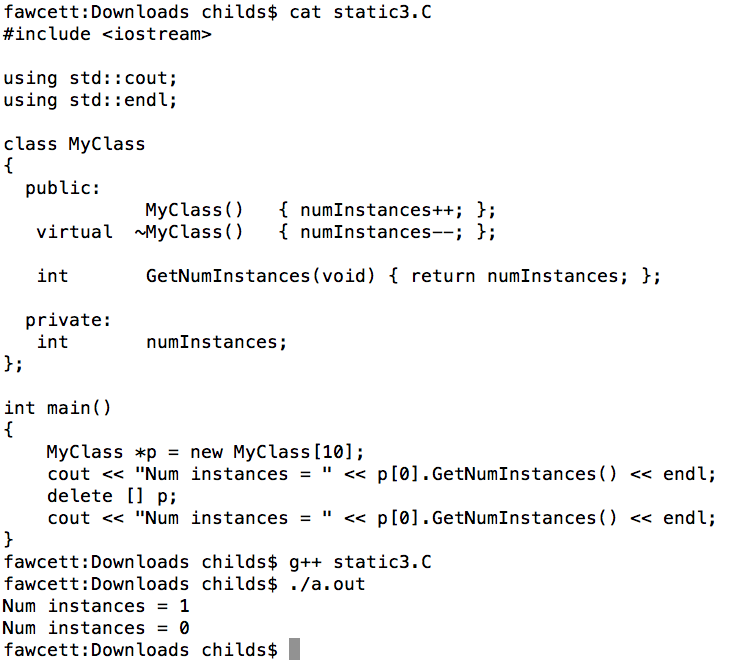 fawcett:Downloads childs$ cat static3.C
#include <iostream>

using std::cout;
using std::endl;

class MyClass
{
  public:
             MyClass()   { numInstances++; };
   virtual  ~MyClass()   { numInstances--; };

   int       GetNumInstances(void) { return numInstances; };

  private:
   int       numInstances;
};

int main()
{
    MyClass *p = new MyClass[10];
    cout << "Num instances = " << p[0].GetNumInstances() << endl;
    delete [] p;
    cout << "Num instances = " << p[0].GetNumInstances() << endl;
}
fawcett:Downloads childs$ g++ static3.C
fawcett:Downloads childs$ ./a.out
Num instances = 1
Num instances = 0
fawcett:Downloads childs$